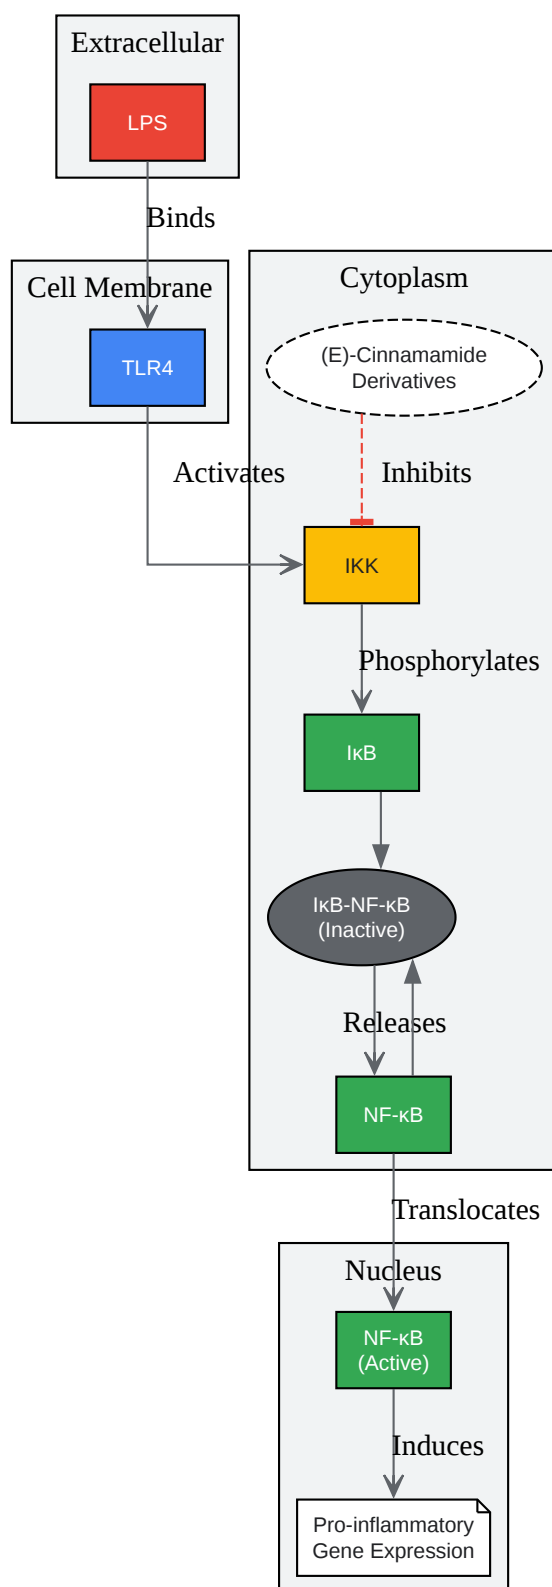 Extracellular
LPS
Binds
Cell Membrane
TLR4
Cytoplasm
(E)-Cinnamamide
Derivatives
Activates
Inhibits
IKK
Phosphorylates
IκB
IκB-NF-κB
(Inactive)
Releases
NF-κB
Translocates
Nucleus
NF-κB
(Active)
Induces
Pro-inflammatory
Gene Expression